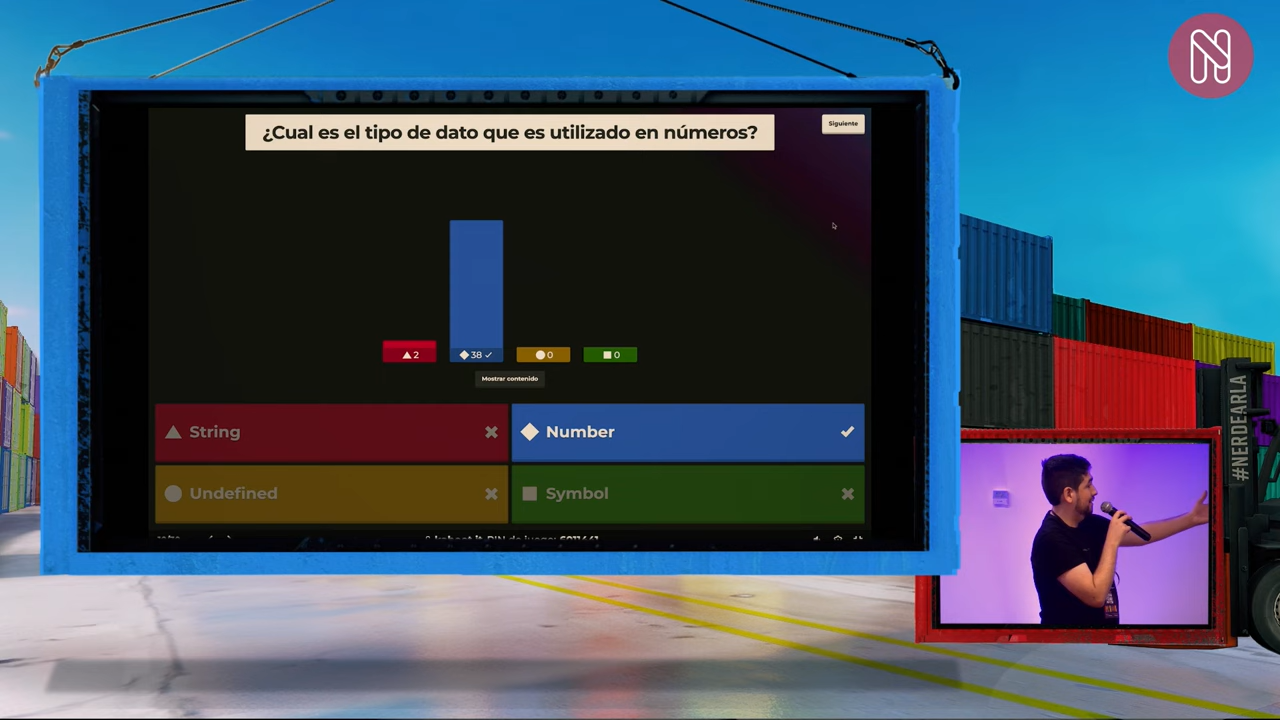 ¿Cual es el tipo de dato que es utilizado en números?
Siguiente
2
38
0
0
Mostrar contenido
String
Number
Undefined
Symbol
#NERDEARLA